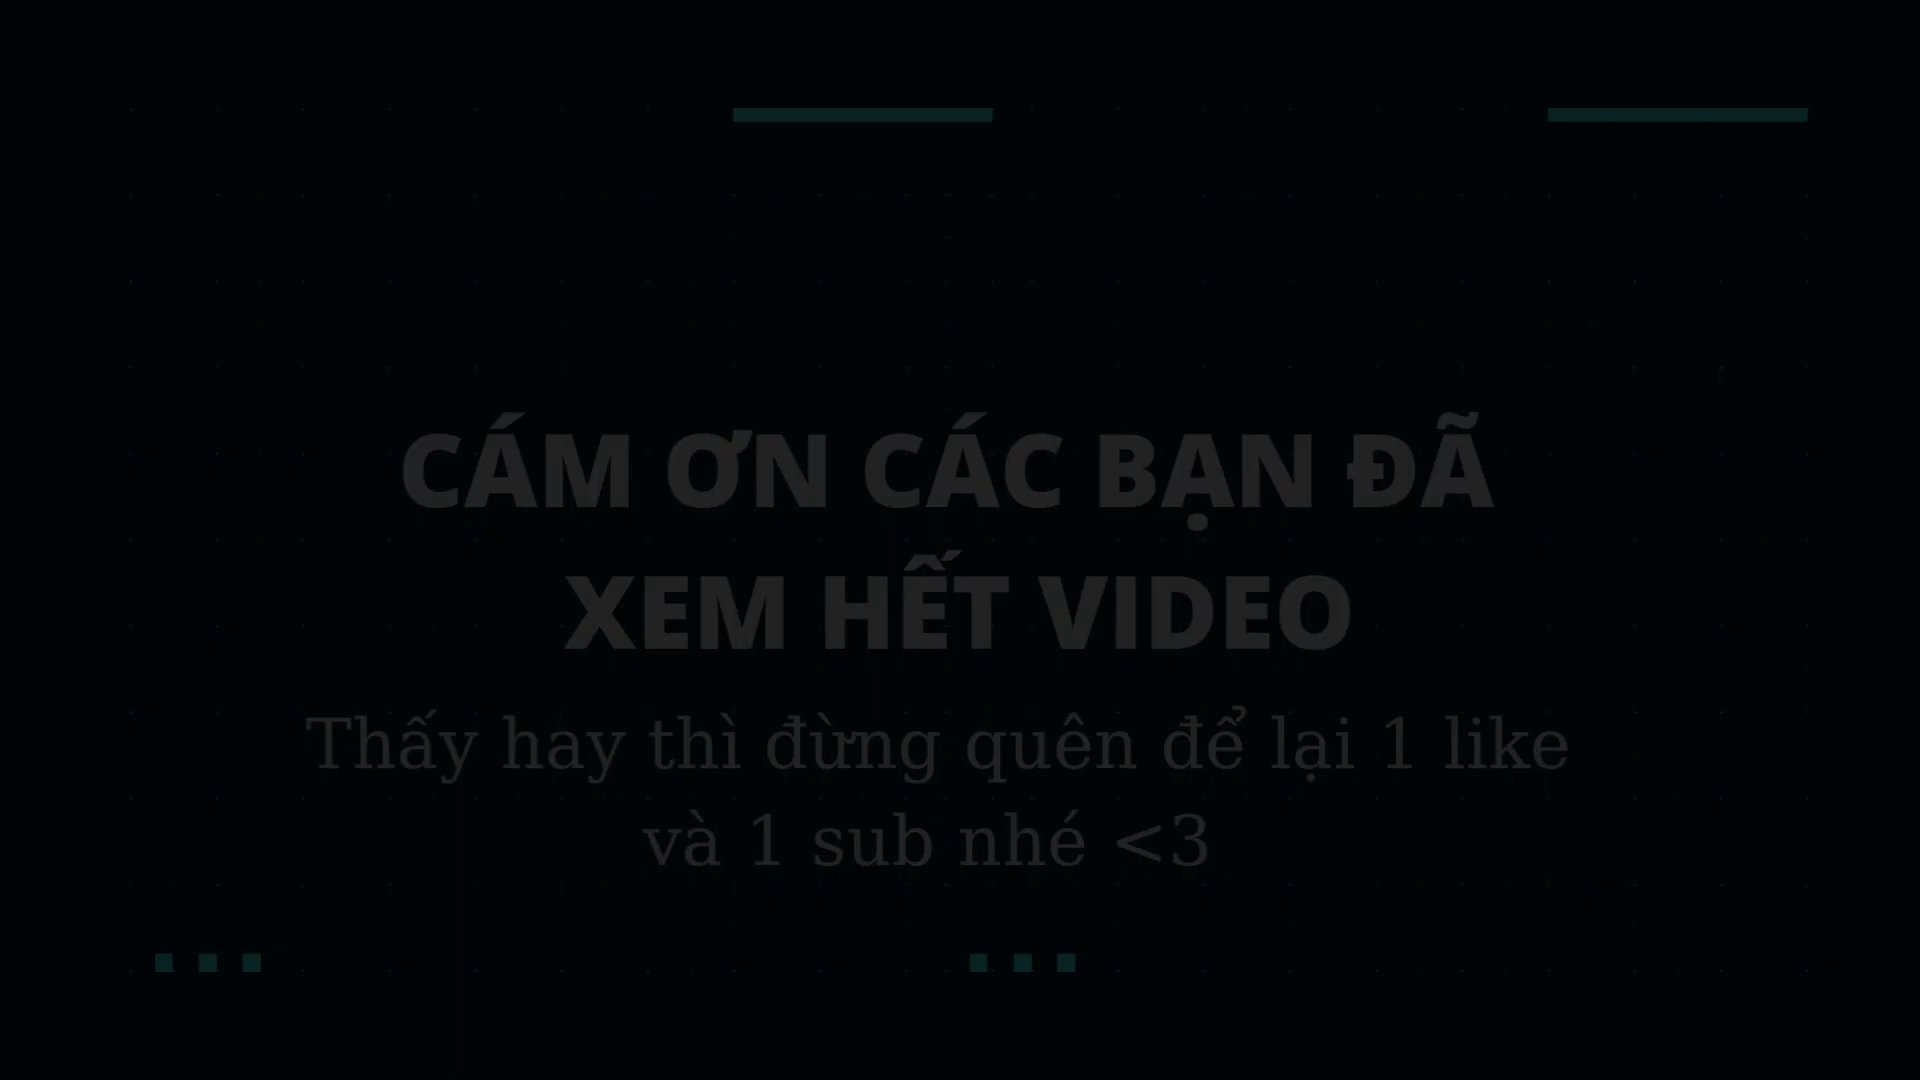 CÁM ƠN CÁC BẠN ĐÃ
XEM HẾT VIDEO
Thấy hay thì đừng quên để lại 1 like
và 1 sub nhé <3